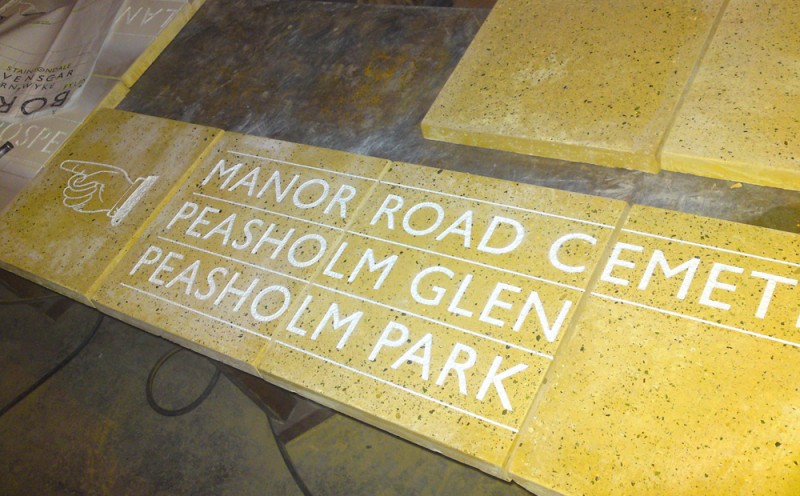 MANOR ROAD CEMET
PEASHOLM GLEN
PEASHOLM PARK